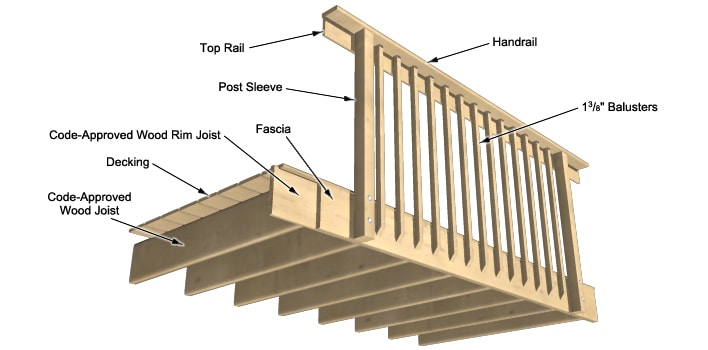 Top Rail
Handrail
Post Sleeve
1³/₈" Balusters
Code-Approved Wood Rim Joist
Fascia
Decking
Code-Approved
Wood Joist